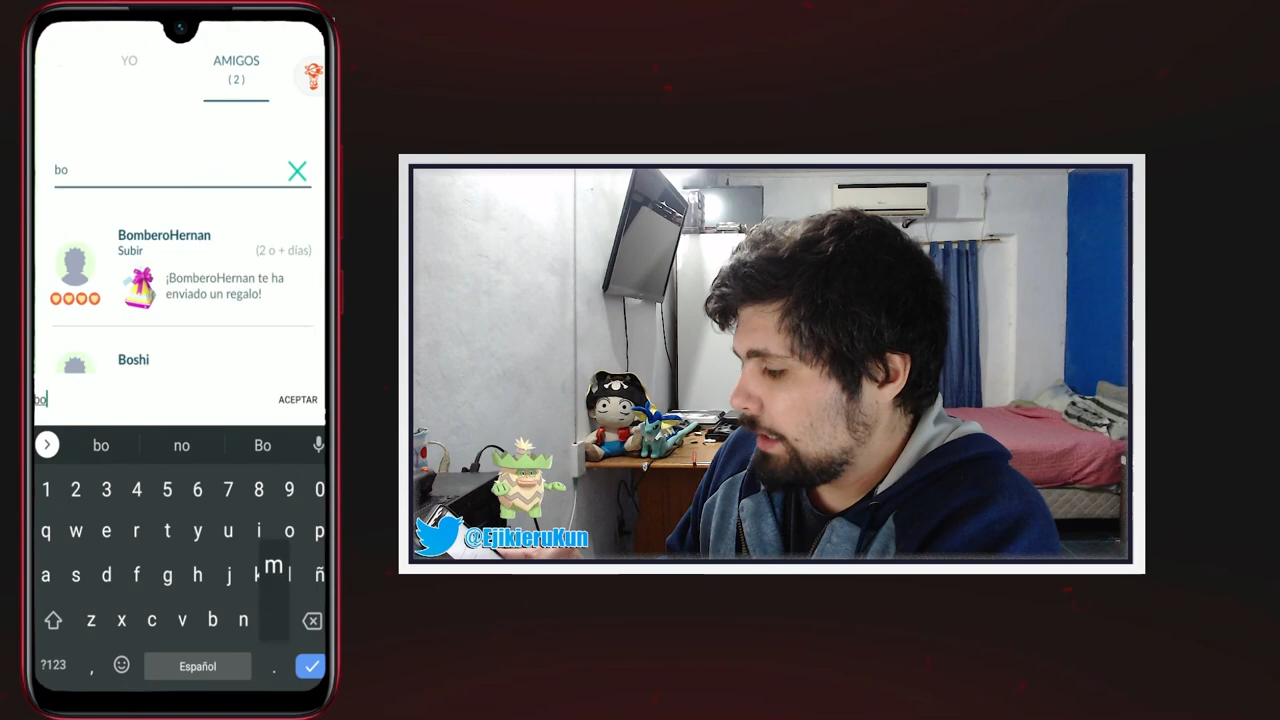 YO
AMIGOS
(2)
bo
BomberoHernan
Subir
(2 o + días)
¡BomberoHernan te ha
enviado un regalo!
Boshi
bo
ACEPTAR
bo no Bo
1 2 3 4 5 6 7 8 9 0
q w e r t y u i o p
a s d f g h j k l ñ
m
z x c v b n
?123 , Español .
@EjikieruKun